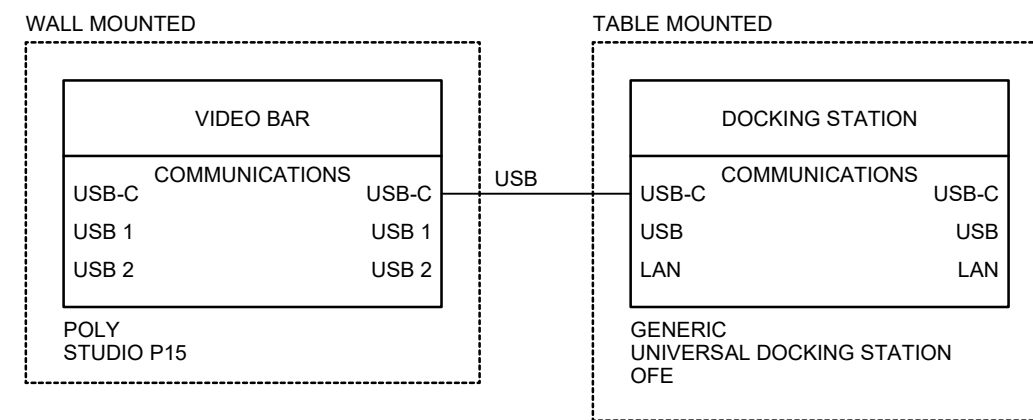 WALL MOUNTED
VIDEO BAR
COMMUNICATIONS
USB-C USB-C
USB 1 USB 1
USB 2 USB 2
POLY
STUDIO P15
USB
TABLE MOUNTED
DOCKING STATION
COMMUNICATIONS
USB-C USB-C
USB USB
LAN LAN
GENERIC
UNIVERSAL DOCKING STATION
OFE